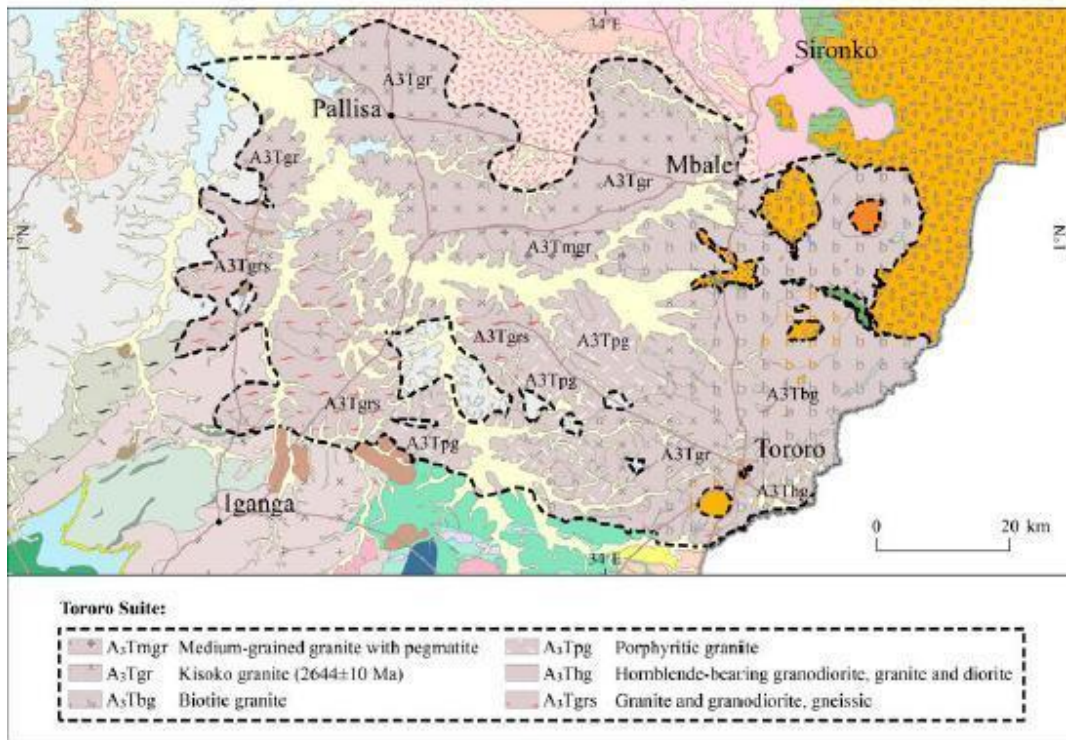 34°E
Sironko
A3Tgr
Pallisa
Mbale
A3Tgr
A3Tgr
N.1
N.1
A3Tmgr
A3Tgrs
A3Tgrs
A3Tpg
A3Tpg
A3Tbg
A3Tgrs
A3Tpg
A3Tgr
Tororo
A3Thg
Iganga
0 20 km
34°E
Tororo Suite:
A₃Tmgr Medium-grained granite with pegmatite
A₃Tpg Porphyritic granite
A₃Tgr Kisoko granite (2644±10 Ma)
A₃Thg Hornblende-bearing granodiorite, granite and diorite
A₃Tbg Biotite granite
A₃Tgrs Granite and granodiorite, gneissic